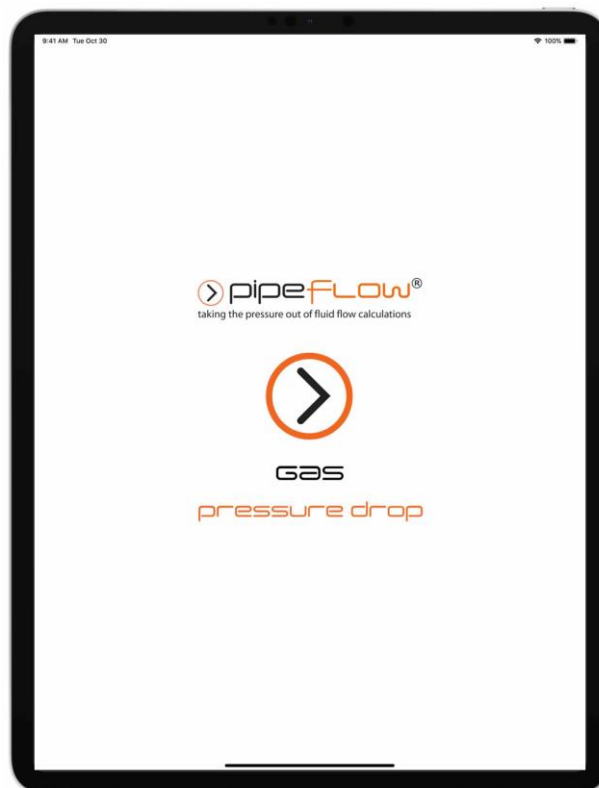 9:41 AM Tue Oct 30 100%
pipeFLOW®
taking the pressure out of fluid flow calculations
Gas
pressure drop